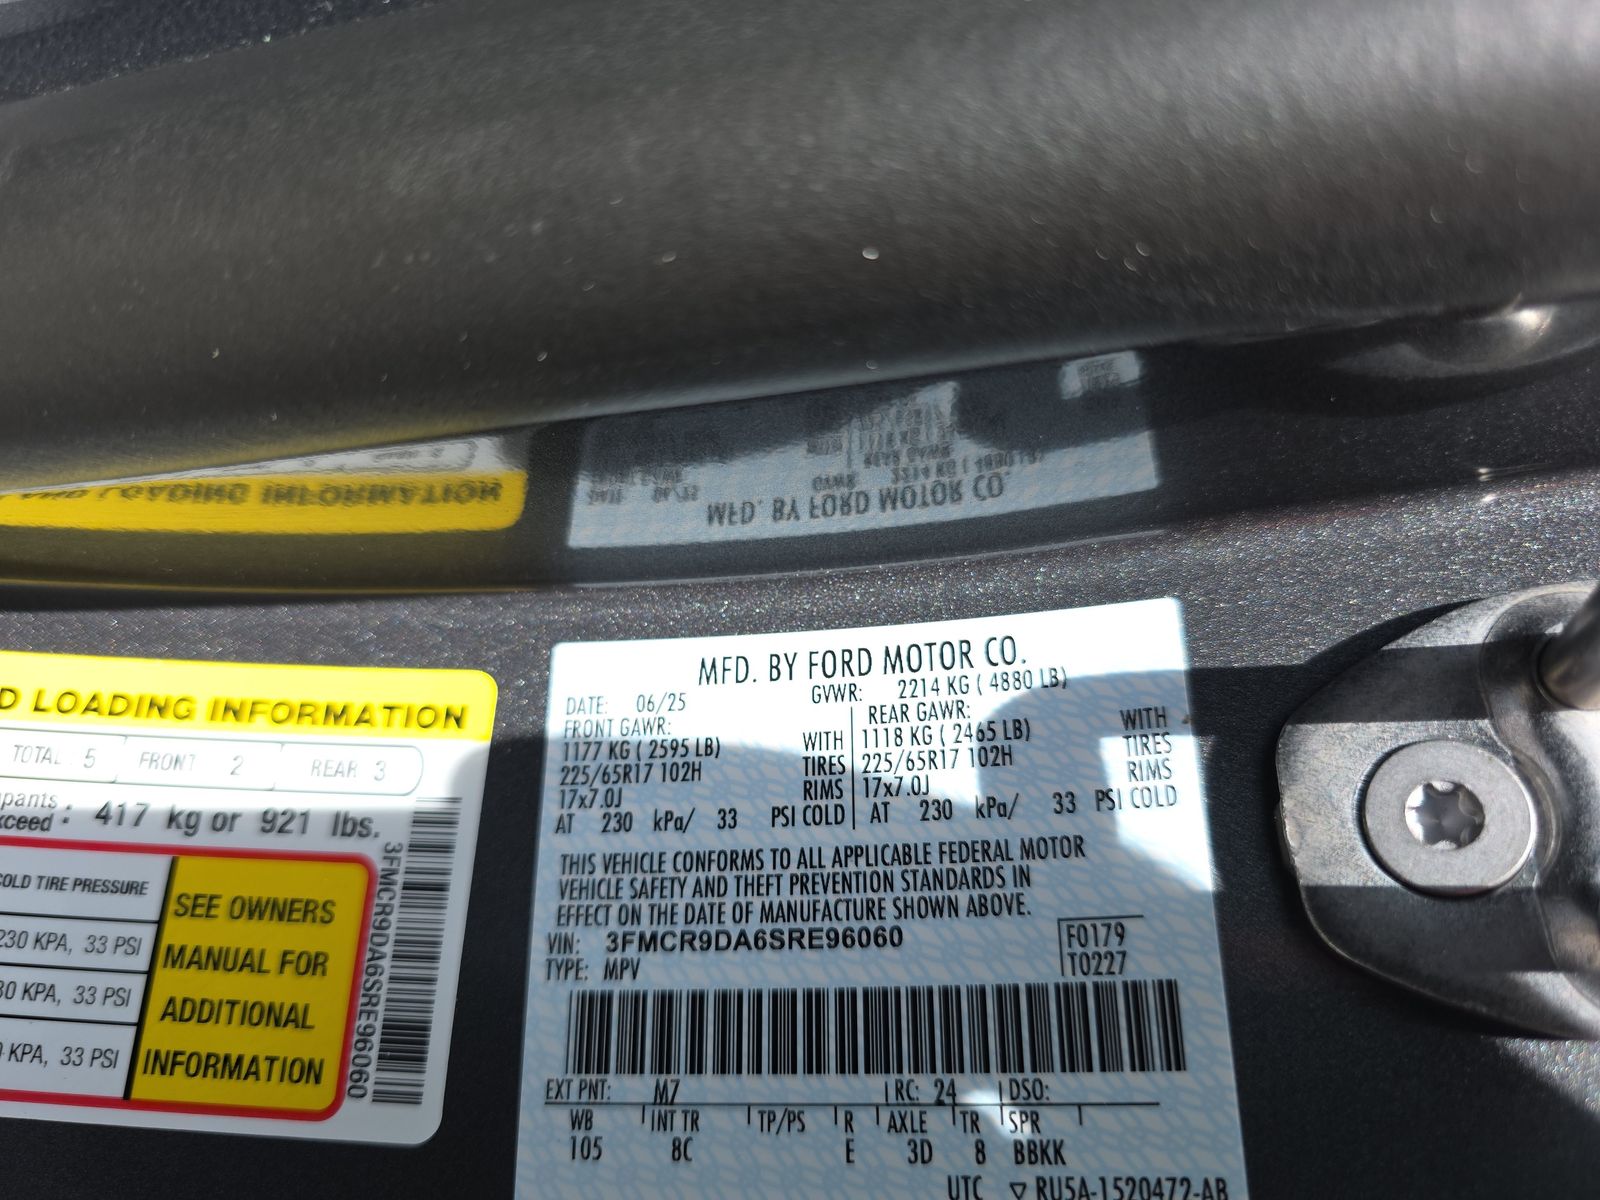 D LOADING INFORMATION
TOTAL 5 FRONT 2 REAR 3
pants
xceed : 417 kg or 921 lbs.
COLD TIRE PRESSURE
230 KPA, 33 PSI
30 KPA, 33 PSI
0 KPA, 33 PSI
SEE OWNERS
MANUAL FOR
ADDITIONAL
INFORMATION
3FMCR9DA6SRE96060
MFD. BY FORD MOTOR CO.
DATE: 06/25 GVWR: 2214 KG ( 4880 LB)
FRONT GAWR: REAR GAWR:
1177 KG ( 2595 LB) WITH 1118 KG ( 2465 LB) WITH
225/65R17 102H TIRES 225/65R17 102H TIRES
17x7.0J RIMS 17x7.0J RIMS
AT 230 kPa/ 33 PSI COLD AT 230 kPa/ 33 PSI COLD
THIS VEHICLE CONFORMS TO ALL APPLICABLE FEDERAL MOTOR
VEHICLE SAFETY AND THEFT PREVENTION STANDARDS IN
EFFECT ON THE DATE OF MANUFACTURE SHOWN ABOVE.
VIN: 3FMCR9DA6SRE96060 F0179
TYPE: MPV T0227
EXT PNT: M7 RC: 24 DSO:
WB INT TR TP/PS R AXLE TR SPR
105 8C E 3D 8 BBKK
UTC ▽ RU5A-1520472-AB